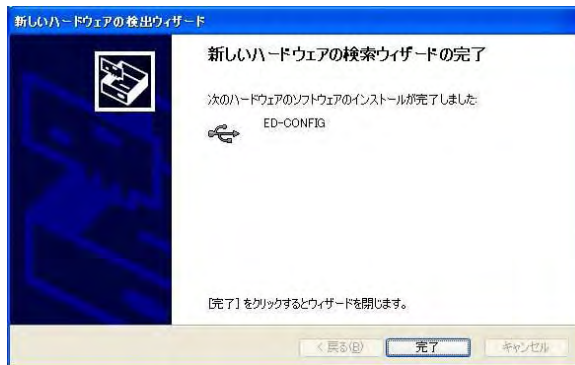 新しいハードウェアの検出ウィザード
新しいハードウェアの検索ウィザードの完了
次のハードウェアのソフトウェアのインストールが完了しました:
ED-CONFIG
[完了] をクリックするとウィザードを閉じます。
< 戻る(B) 完了 キャンセル